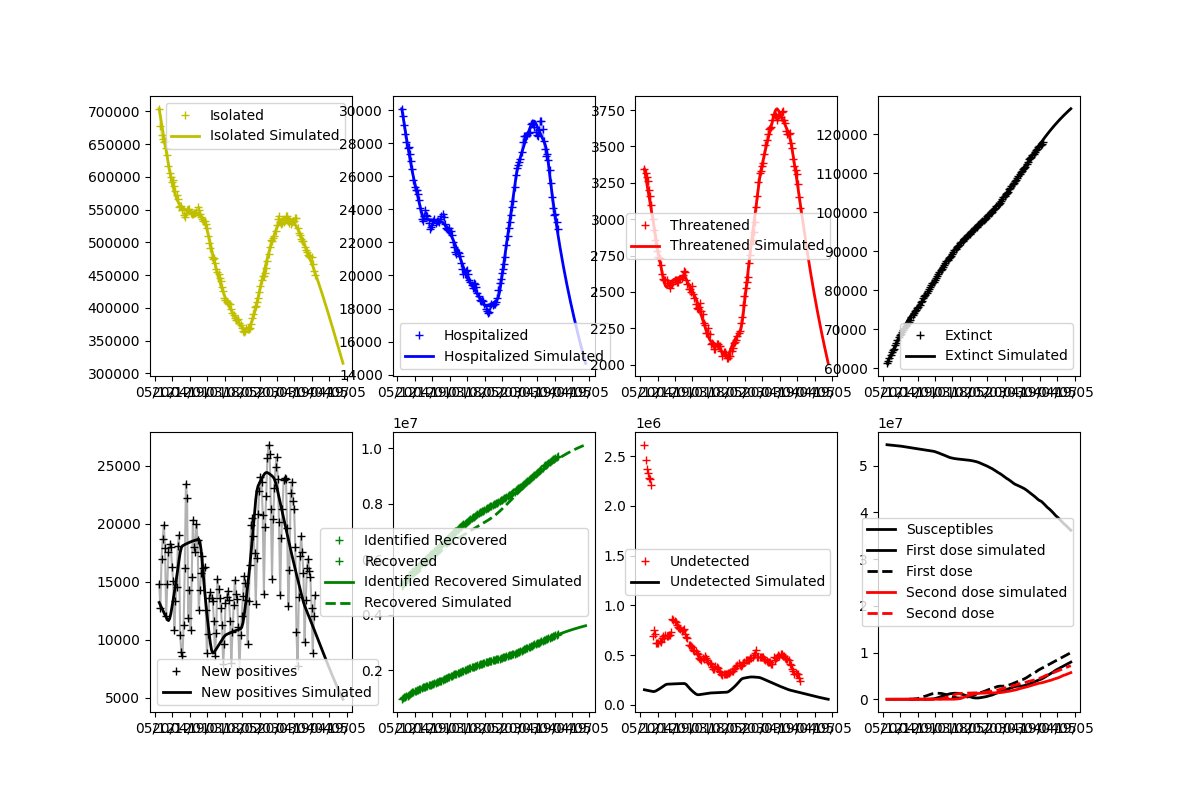 700000
650000
600000
550000
500000
450000
400000
350000
300000
Isolated
Isolated Simulated
30000
28000
26000
24000
22000
20000
18000
16000
14000
Hospitalized
Hospitalized Simulated
3750
3500
3250
3000
2750
2500
2250
2000
Threatened
Threatened Simulated
120000
110000
100000
90000
80000
70000
60000
Extinct
Extinct Simulated
25000
20000
15000
10000
5000
New positives
New positives Simulated
1e7
1.0
0.8
0.6
0.4
0.2
Identified Recovered
Recovered
Identified Recovered Simulated
Recovered Simulated
1e6
2.5
2.0
1.5
1.0
0.5
0.0
Undetected
Undetected Simulated
1e7
5
4
3
2
1
0
Susceptibles
First dose simulated
First dose
Second dose simulated
Second dose